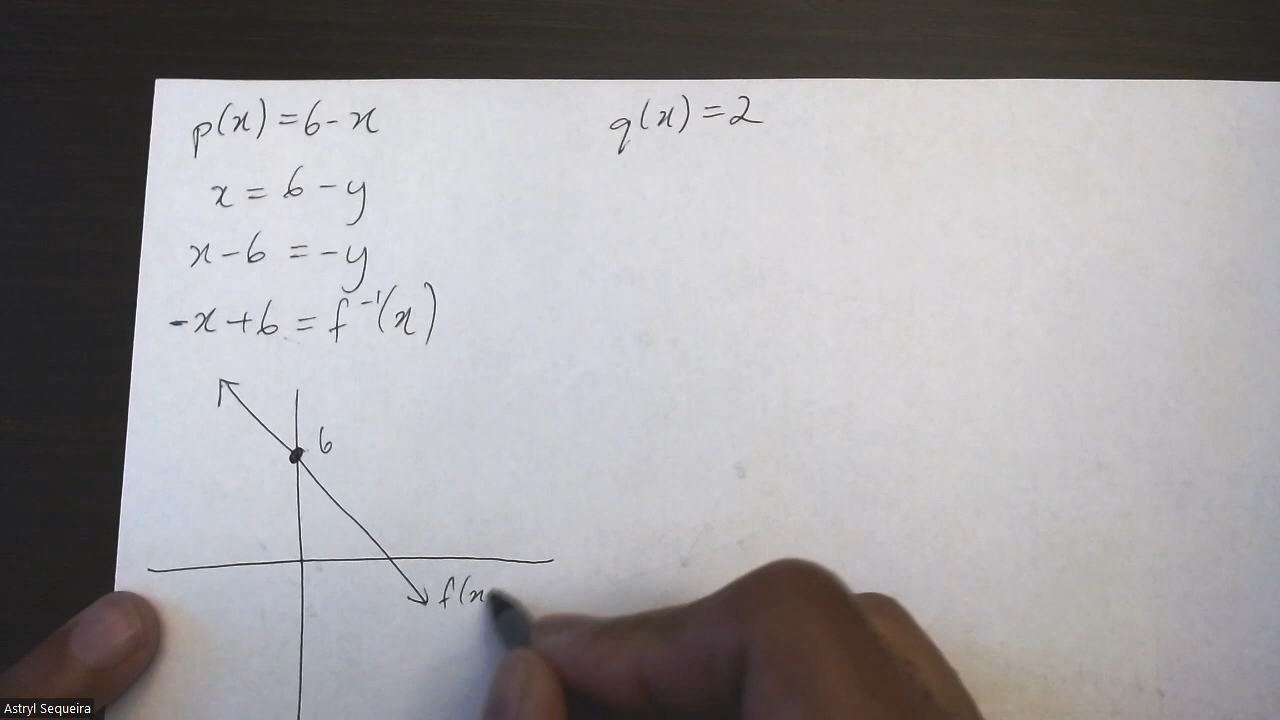 p(x) = 6 - x
x = 6 - y
x - 6 = -y
-x + 6 = f⁻¹(x)
6
f(x
q(x) = 2
Astryl Sequeira